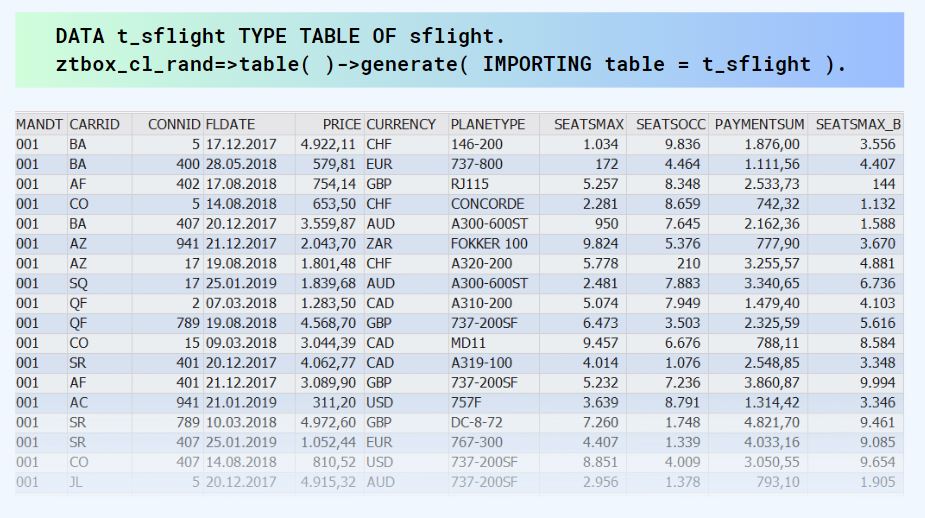 DATA t_sflight TYPE TABLE OF sflight.
ztbox_cl_rand=>table( )->generate( IMPORTING table = t_sflight ).
MANDT CARRID CONNID FLDATE PRICE CURRENCY PLANETYPE SEATSMAX SEATSOCC PAYMENTSUM SEATSMAX_B
001 BA 5 17.12.2017 4.922,11 CHF 146-200 1.034 9.836 1.876,00 3.556
001 BA 400 28.05.2018 579,81 EUR 737-800 172 4.464 1.111,56 4.407
001 AF 402 17.08.2018 754,14 GBP RJ115 5.257 8.348 2.533,73 144
001 CO 5 14.08.2018 653,50 CHF CONCORDE 2.281 8.659 742,32 1.132
001 BA 407 20.12.2017 3.559,87 AUD A300-600ST 950 7.645 2.162,36 1.588
001 AZ 941 21.12.2017 2.043,70 ZAR FOKKER 100 9.824 5.376 777,90 3.670
001 AZ 17 19.08.2018 1.801,48 CHF A320-200 5.778 210 3.255,57 4.881
001 SQ 17 25.01.2019 1.839,68 AUD A300-600ST 2.481 7.883 3.340,65 6.736
001 QF 2 07.03.2018 1.283,50 CAD A310-200 5.074 7.949 1.479,40 4.103
001 QF 789 19.08.2018 4.568,70 GBP 737-200SF 6.473 3.503 2.325,59 5.616
001 CO 15 09.03.2018 3.044,39 CAD MD11 9.457 6.676 788,11 8.584
001 SR 401 20.12.2017 4.062,77 CAD A319-100 4.014 1.076 2.548,85 3.348
001 AF 401 21.12.2017 3.089,90 GBP 737-200SF 5.232 7.236 3.860,87 9.994
001 AC 941 21.01.2019 311,20 USD 757F 3.639 8.791 1.314,42 3.346
001 SR 789 10.03.2018 4.972,60 GBP DC-8-72 7.260 1.748 4.821,70 9.461
001 SR 407 25.01.2019 1.052,44 EUR 767-300 4.407 1.339 4.033,16 9.085
001 CO 407 14.08.2018 810,52 USD 737-200SF 8.851 4.009 3.050,55 9.654
001 JL 5 20.12.2017 4.915,32 AUD 737-200SF 2.956 1.378 793,10 1.905